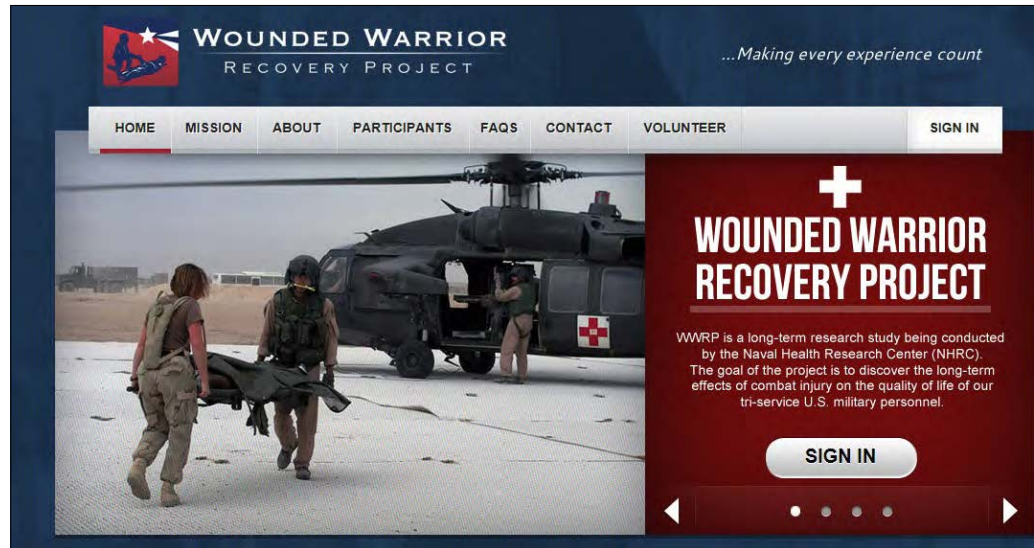 WOUNDED WARRIOR
RECOVERY PROJECT
...Making every experience count
HOME MISSION ABOUT PARTICIPANTS FAQS CONTACT VOLUNTEER SIGN IN
WOUNDED WARRIOR
RECOVERY PROJECT
WWRP is a long-term research study being conducted
by the Naval Health Research Center (NHRC).
The goal of the project is to discover the long-term
effects of combat injury on the quality of life of our
tri-service U.S. military personnel.
SIGN IN